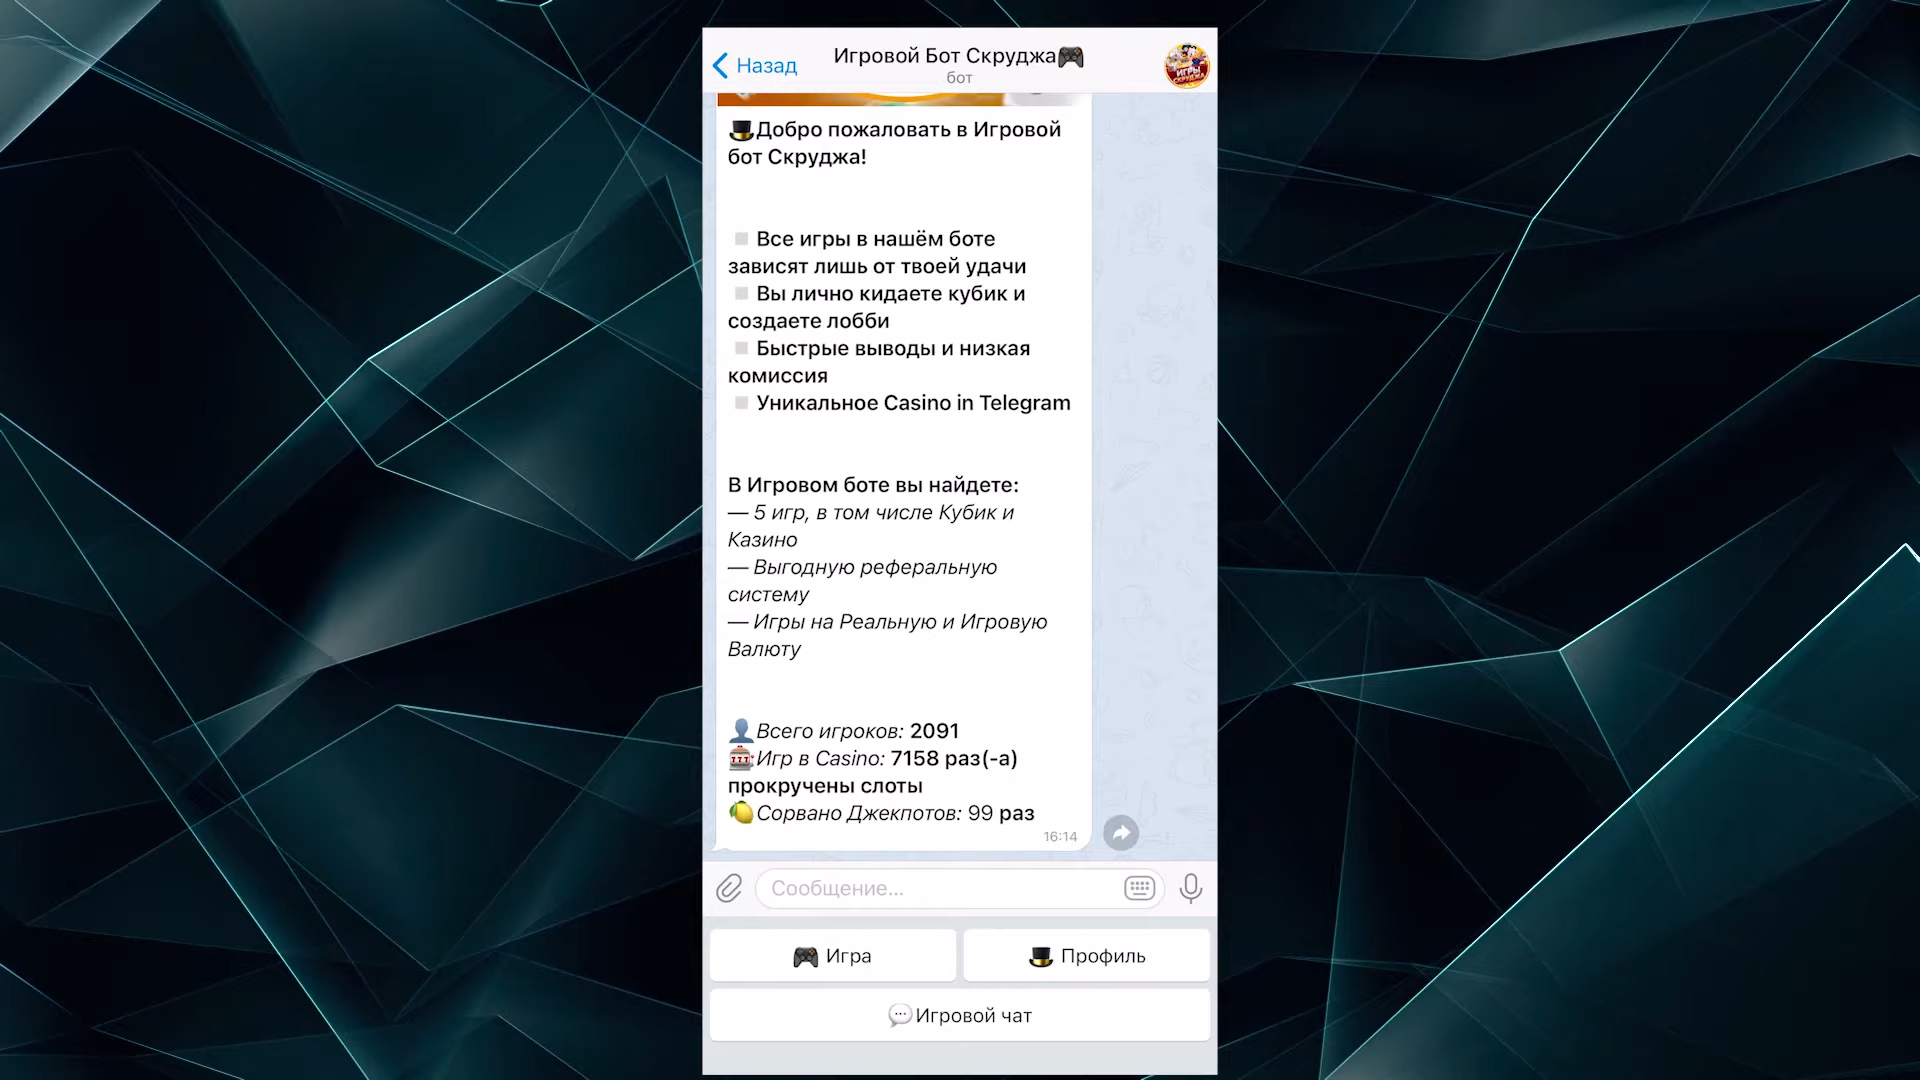 Назад
Игровой Бот Скруджа🎮
бот
ИГРЫ
СКРУДЖА
🎩Добро пожаловать в Игровой
бот Скруджа!
◽️Все игры в нашём боте
зависят лишь от твоей удачи
◽️Вы лично кидаете кубик и
создаете лобби
◽️Быстрые выводы и низкая
комиссия
◽️Уникальное Casino in Telegram
В Игровом боте вы найдете:
— 5 игр, в том числе Кубик и
Казино
— Выгодную реферальную
систему
— Игры на Реальную и Игровую
Валюту
👤Всего игроков: 2091
🎰Игр в Casino: 7158 раз(-а)
прокручены слоты
🍋Сорвано Джекпотов: 99 раз
16:14
Сообщение...
🎮 Игра
🎩 Профиль
💬Игровой чат